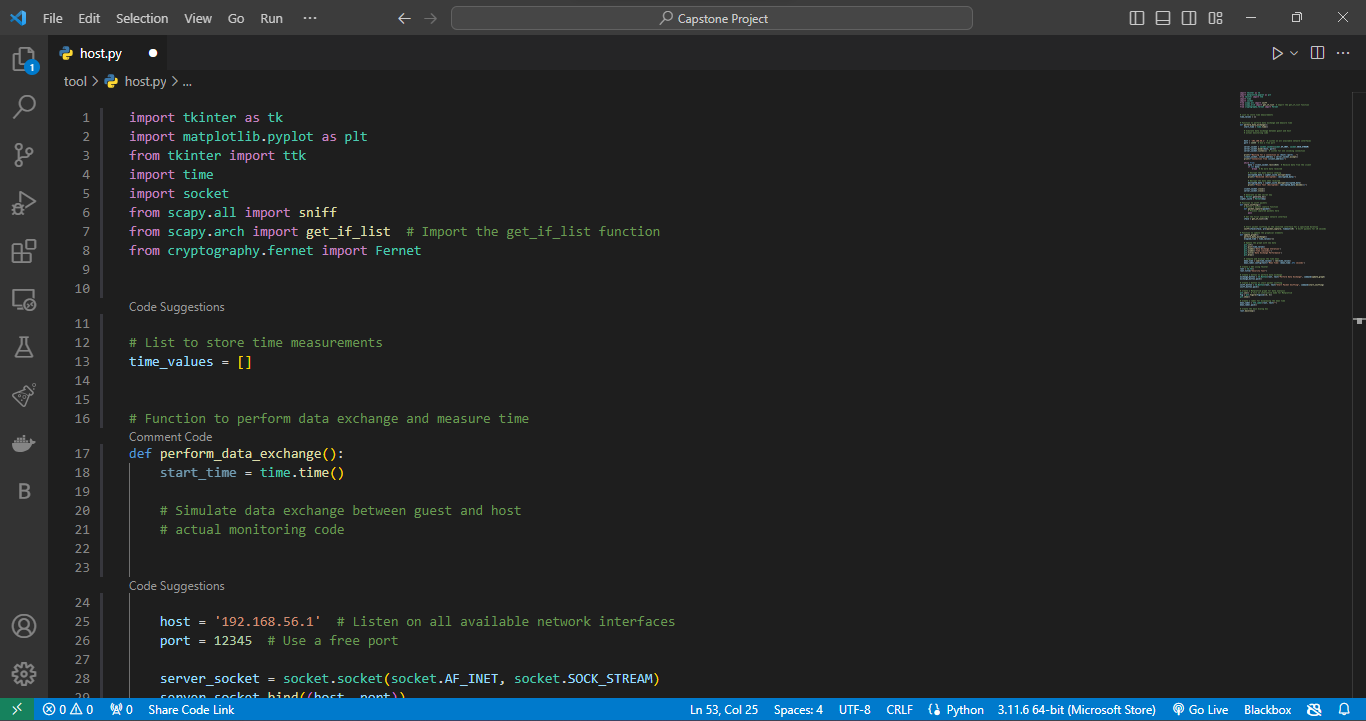 File Edit Selection View Go Run ··· Capstone Project
1
host.py
tool > host.py > ...
1 import tkinter as tk
2 import matplotlib.pyplot as plt
3 from tkinter import ttk
4 import time
5 import socket
6 from scapy.all import sniff
7 from scapy.arch import get_if_list # Import the get_if_list function
8 from cryptography.fernet import Fernet
9
10
Code Suggestions
11
12 # List to store time measurements
13 time_values = []
14
15
16 # Function to perform data exchange and measure time
Comment Code
17 def perform_data_exchange():
18 start_time = time.time()
19
20 # Simulate data exchange between guest and host
21 # actual monitoring code
22
23
Code Suggestions
24
25 host = '192.168.56.1' # Listen on all available network interfaces
26 port = 12345 # Use a free port
27
28 server_socket = socket.socket(socket.AF_INET, socket.SOCK_STREAM)
29 server_socket.bind((host, port))
B
0 0 0 Share Code Link Ln 53, Col 25 Spaces: 4 UTF-8 CRLF Python 3.11.6 64-bit (Microsoft Store) Go Live Blackbox